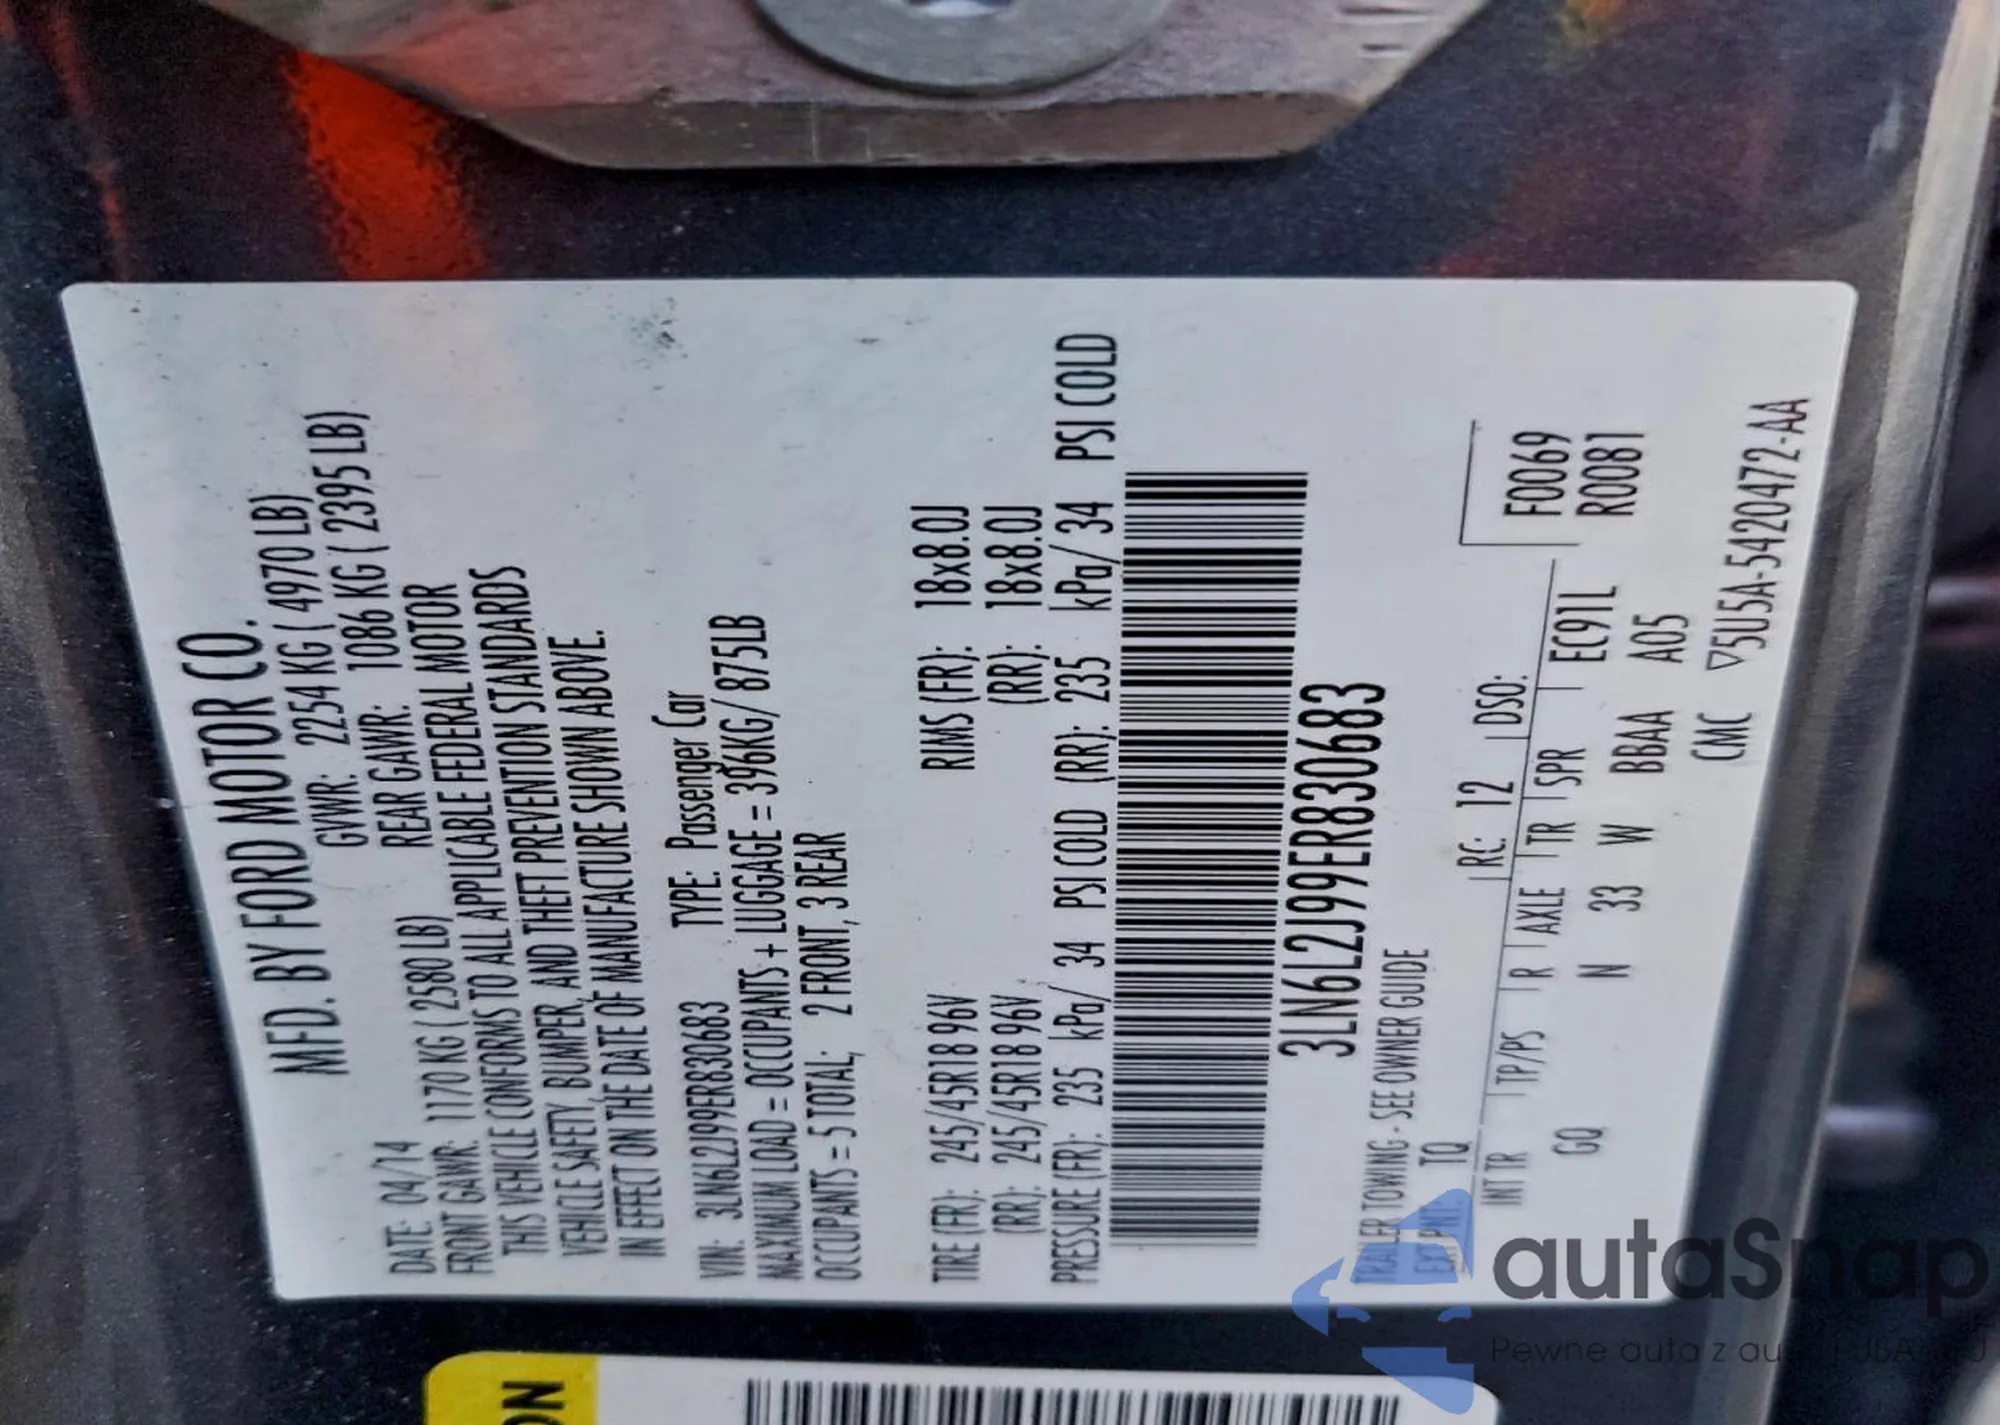 MFD. BY FORD MOTOR CO.
DATE: 04/14 GVWR: 2254 KG ( 4970 LB)
FRONT GAWR: 1170 KG ( 2580 LB) REAR GAWR: 1086 KG ( 2395 LB)
THIS VEHICLE CONFORMS TO ALL APPLICABLE FEDERAL MOTOR
VEHICLE SAFETY, BUMPER, AND THEFT PREVENTION STANDARDS
IN EFFECT ON THE DATE OF MANUFACTURE SHOWN ABOVE.
VIN: 3LN6L2J99ER830683 TYPE: Passenger Car
MAXIMUM LOAD = OCCUPANTS + LUGGAGE = 396KG/ 875LB
OCCUPANTS = 5 TOTAL; 2 FRONT, 3 REAR
TIRE (FR): 245/45R18 96V RIMS (FR): 18x8.0J
(RR): 245/45R18 96V (RR): 18x8.0J
PRESSURE (FR): 235 kPa/ 34 PSI COLD (RR): 235 kPa/ 34 PSI COLD
3LN6L2J99ER830683
TRAILER TOWING - SEE OWNER GUIDE
EXT PNT: TQ RC: 12 DSO:
F0069
R0081
INT TR TP/PS R AXLE TR SPR EC91L
GQ N 33 W BBAA A05
CMC ▽5U5A-5420472-AA
ON
autaSnap
Pewne auta z au USA